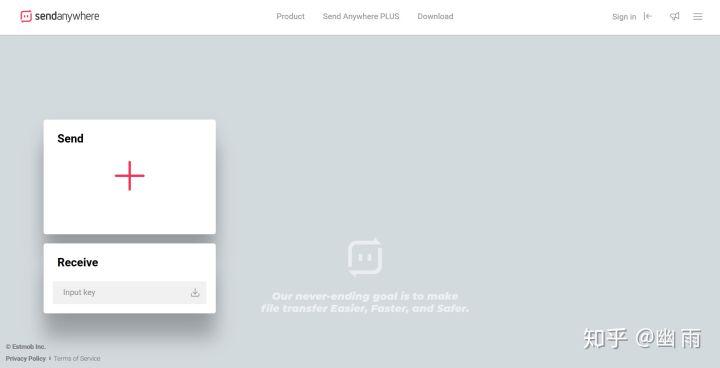 sendanywhere
Product
Send Anywhere PLUS
Download
Sign in
Send
Receive
Input key
Our never-ending goal is to make
file transfer Easier, Faster, and Safer.
© Estmob Inc.
Privacy Policy
Terms of Service
知乎 @幽 雨